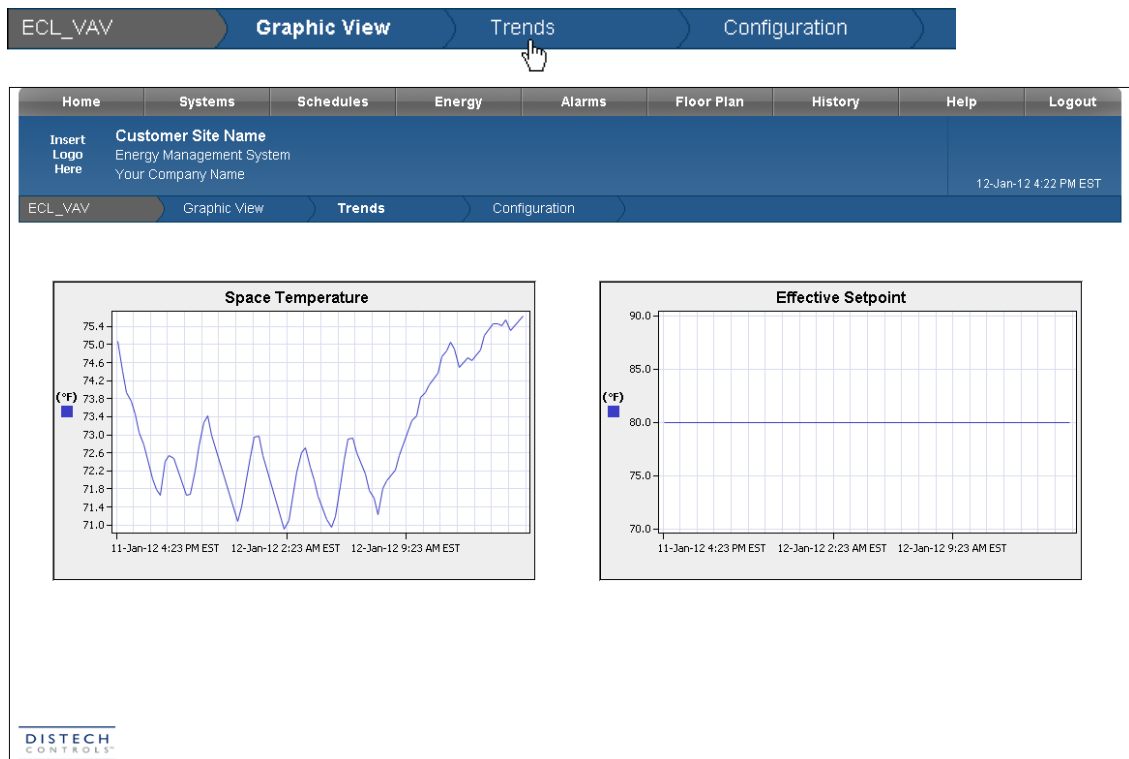 ECL_VAV Graphic View Trends Configuration
Home Systems Schedules Energy Alarms Floor Plan History Help Logout
Insert
Logo
Here
Customer Site Name
Energy Management System
Your Company Name
12-Jan-12 4:22 PM EST
ECL_VAV Graphic View Trends Configuration
Space Temperature
75.4
75.0
74.6
74.2
(°F)
73.8
73.4
73.0
72.6
72.2
71.8
71.4
71.0
11-Jan-12 4:23 PM EST 12-Jan-12 2:23 AM EST 12-Jan-12 9:23 AM EST
Effective Setpoint
90.0
85.0
(°F)
80.0
75.0
70.0
11-Jan-12 4:23 PM EST 12-Jan-12 2:23 AM EST 12-Jan-12 9:23 AM EST
DISTECH
CONTROLS™